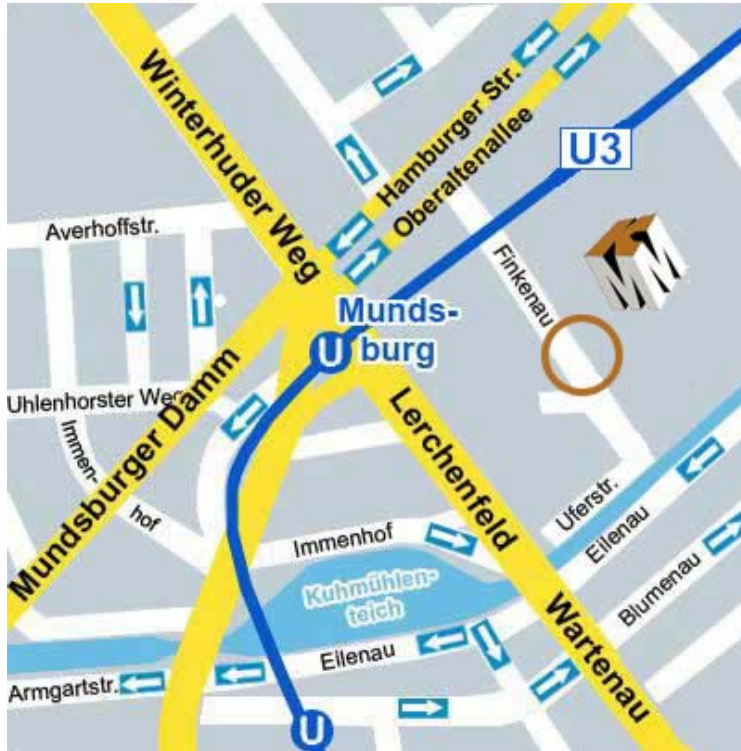 Winterhuder Weg
Hamburger Str.
Oberaltenallee
U3
Averhoffstr.
Finkenau
M M
U
Munds-
burg
Uhlenhorster Weg
Immen-
hof
Mundsburger Damm
Lerchenfeld
Immenhof
Uferstr.
Eilenau
Kuhmühlen-
teich
Blumenau
Wartenau
Eilenau
Armgartstr.
U